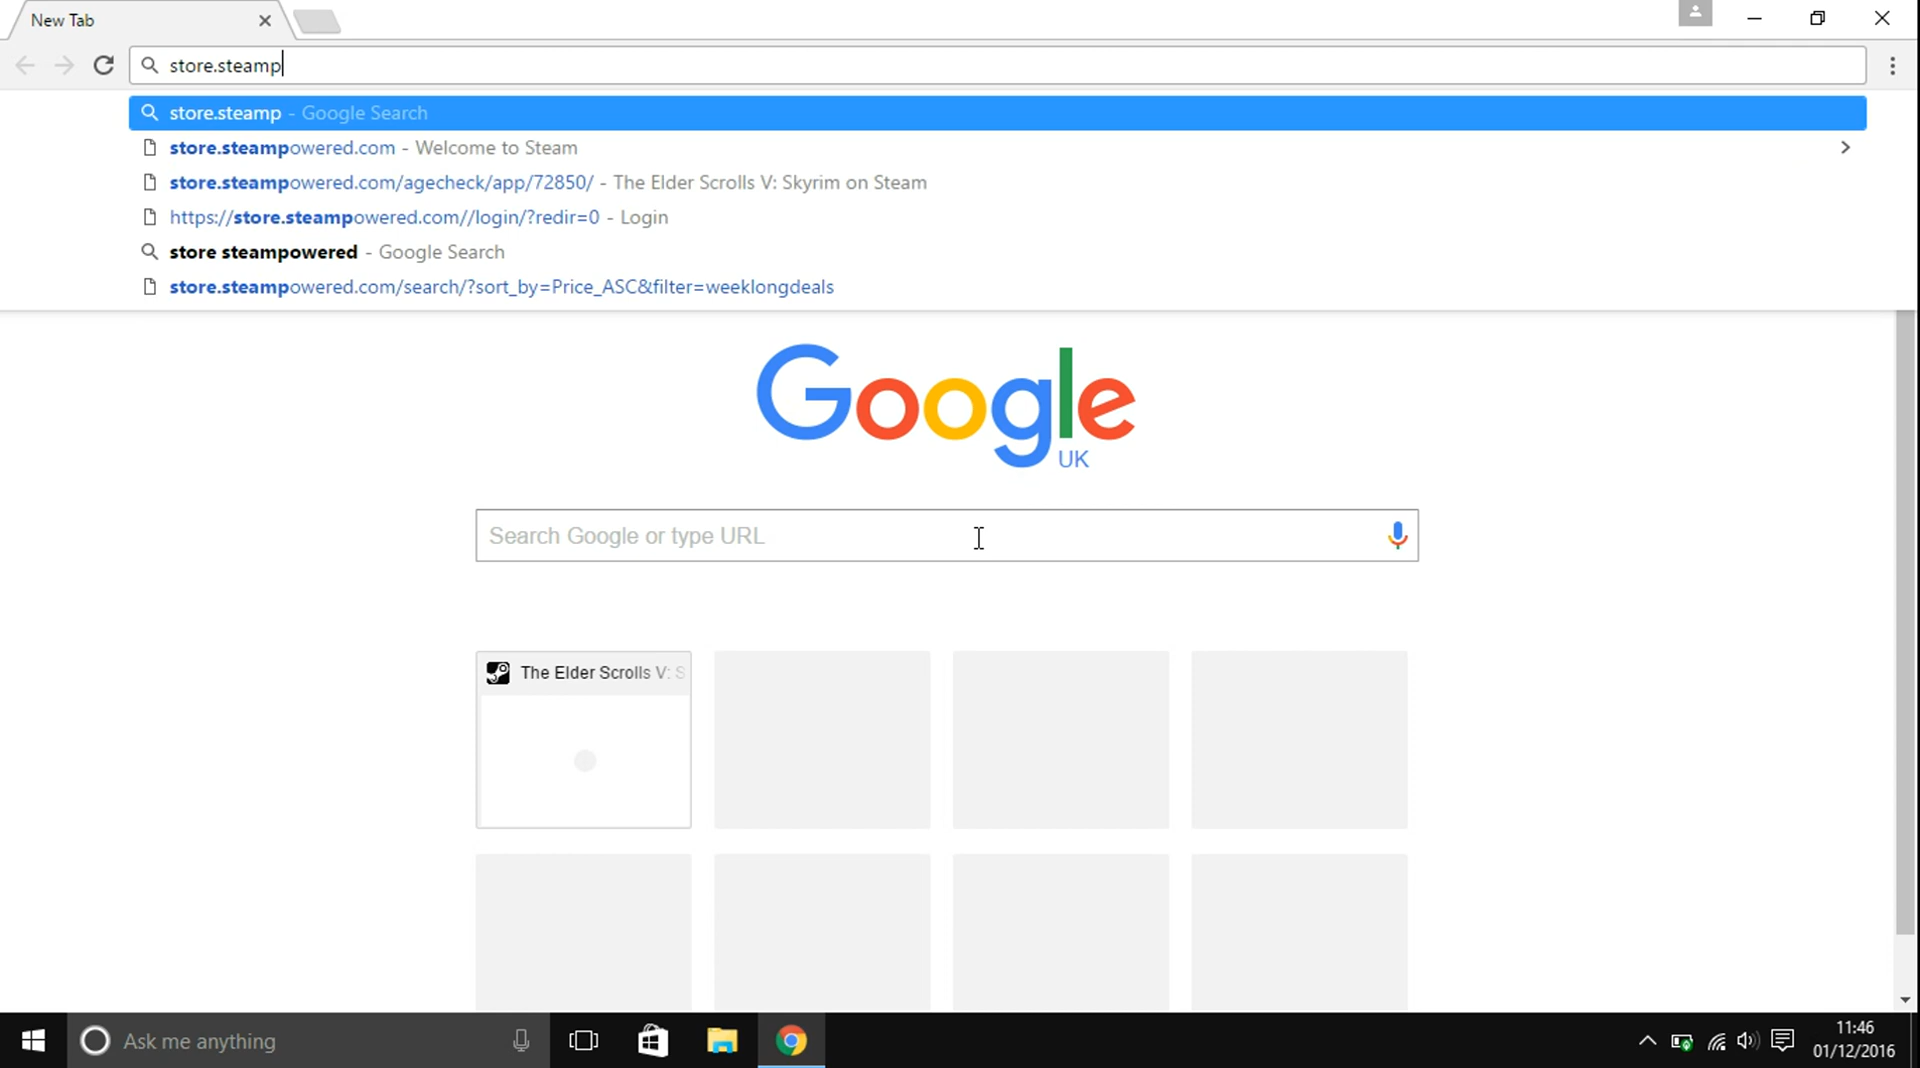 New Tab
store.steamp
store.steamp - Google Search
store.steampowered.com - Welcome to Steam
store.steampowered.com/agecheck/app/72850/ - The Elder Scrolls V: Skyrim on Steam
https://store.steampowered.com//login/?redir=0 - Login
store steampowered - Google Search
store.steampowered.com/search/?sort_by=Price_ASC&filter=weeklongdeals
Google
UK
Search Google or type URL
The Elder Scrolls V: S
Ask me anything
11:46
01/12/2016